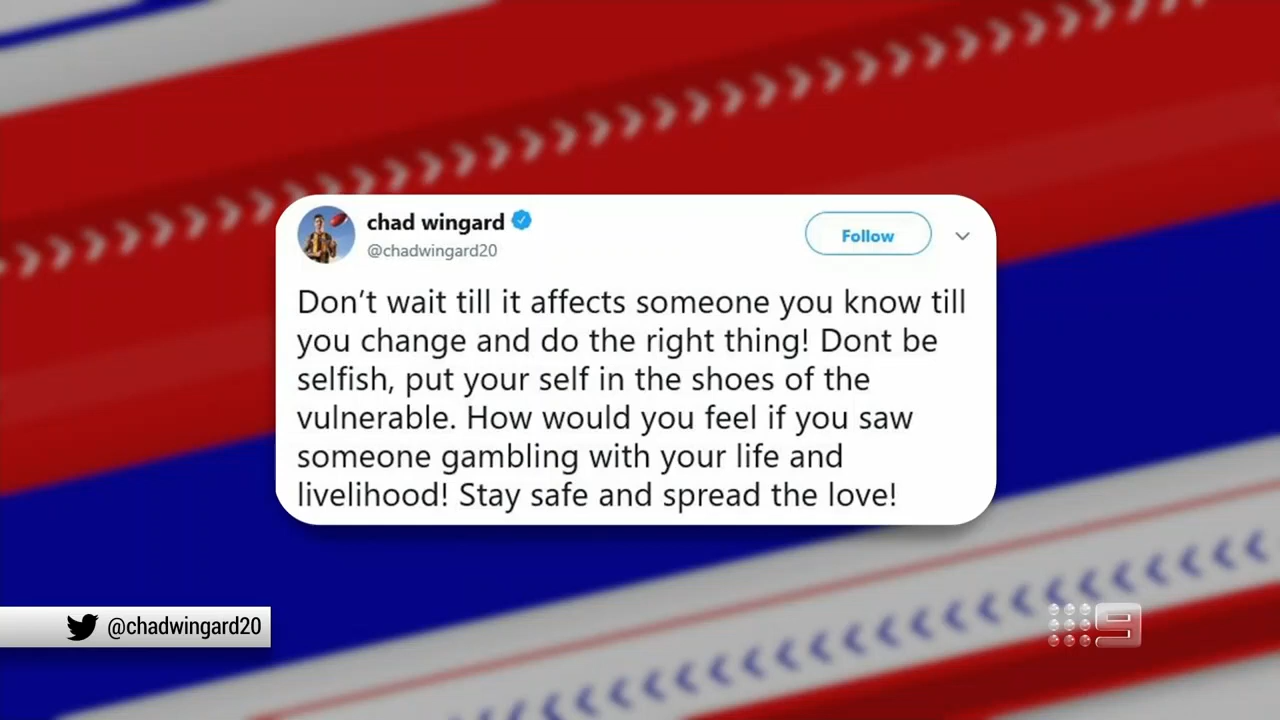 chad wingard
@chadwingard20
Follow
Don’t wait till it affects someone you know till
you change and do the right thing! Dont be
selfish, put your self in the shoes of the
vulnerable. How would you feel if you saw
someone gambling with your life and
livelihood! Stay safe and spread the love!
@chadwingard20
9